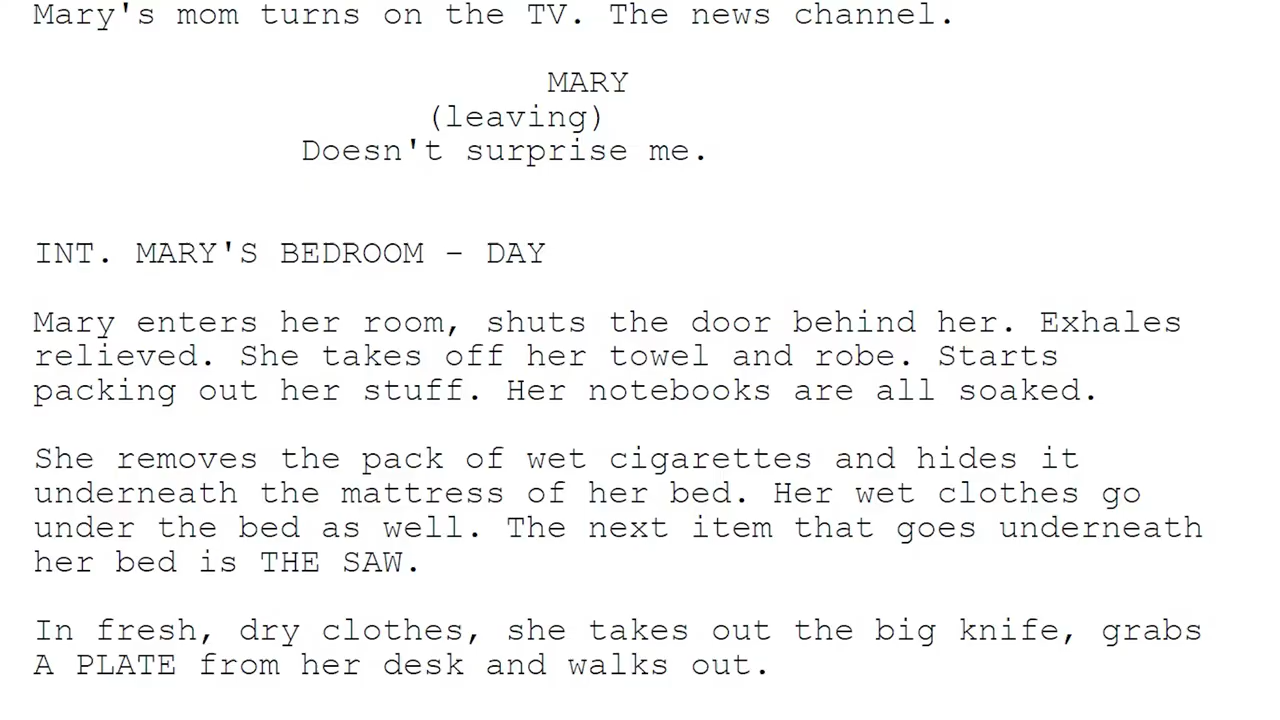 Mary's mom turns on the TV. The news channel.
MARY
(leaving)
Doesn't surprise me.
INT. MARY'S BEDROOM - DAY
Mary enters her room, shuts the door behind her. Exhales
relieved. She takes off her towel and robe. Starts
packing out her stuff. Her notebooks are all soaked.
She removes the pack of wet cigarettes and hides it
underneath the mattress of her bed. Her wet clothes go
under the bed as well. The next item that goes underneath
her bed is THE SAW.
In fresh, dry clothes, she takes out the big knife, grabs
A PLATE from her desk and walks out.